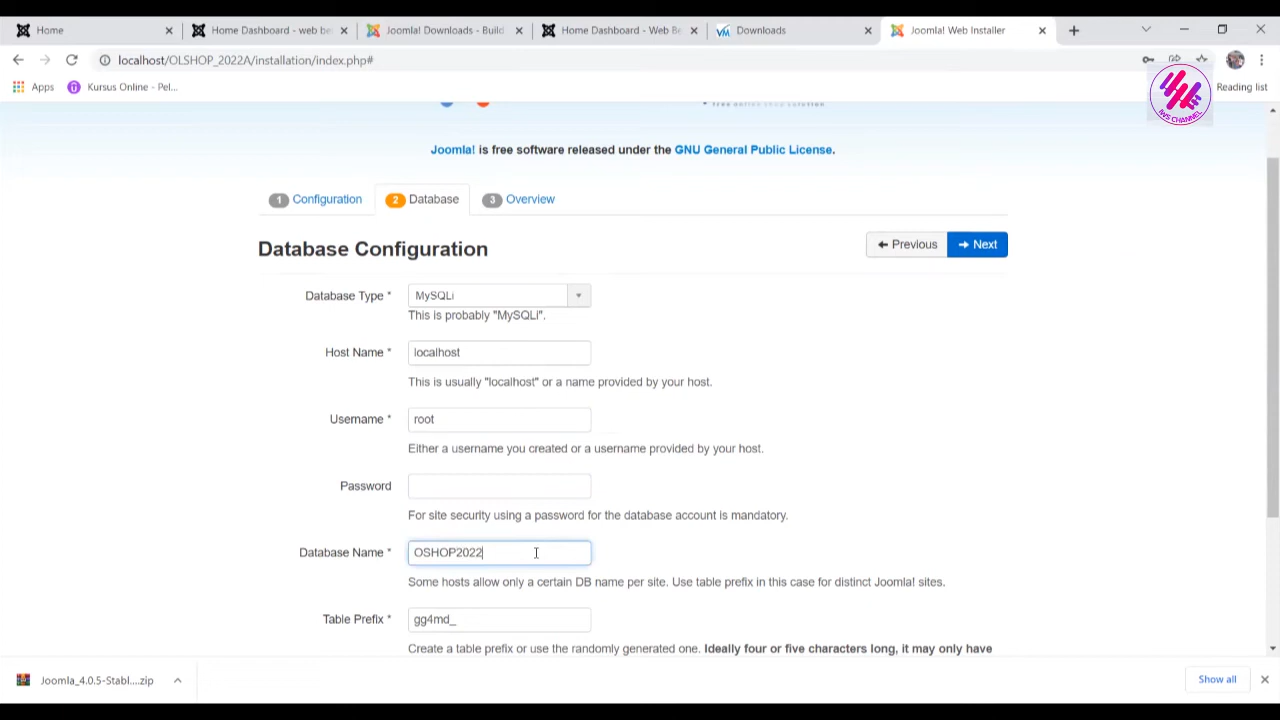 Home
Home Dashboard - web be
Joomla! Downloads - Build
Home Dashboard - Web Be
Downloads
Joomla! Web Installer
localhost/OLSHOP_2022A/installation/index.php#
Apps
Kursus Online - Pel...
Reading list
IWS CHANNEL
Joomla! is free software released under the GNU General Public License.
1 Configuration
2 Database
3 Overview
Database Configuration
Previous
Next
Database Type *
MySQLi
This is probably "MySQLi".
Host Name *
localhost
This is usually "localhost" or a name provided by your host.
Username *
root
Either a username you created or a username provided by your host.
Password
For site security using a password for the database account is mandatory.
Database Name *
OSHOP2022
Some hosts allow only a certain DB name per site. Use table prefix in this case for distinct Joomla! sites.
Table Prefix *
gg4md_
Create a table prefix or use the randomly generated one. Ideally four or five characters long, it may only have
Joomla_4.0.5-Stabl....zip
Show all